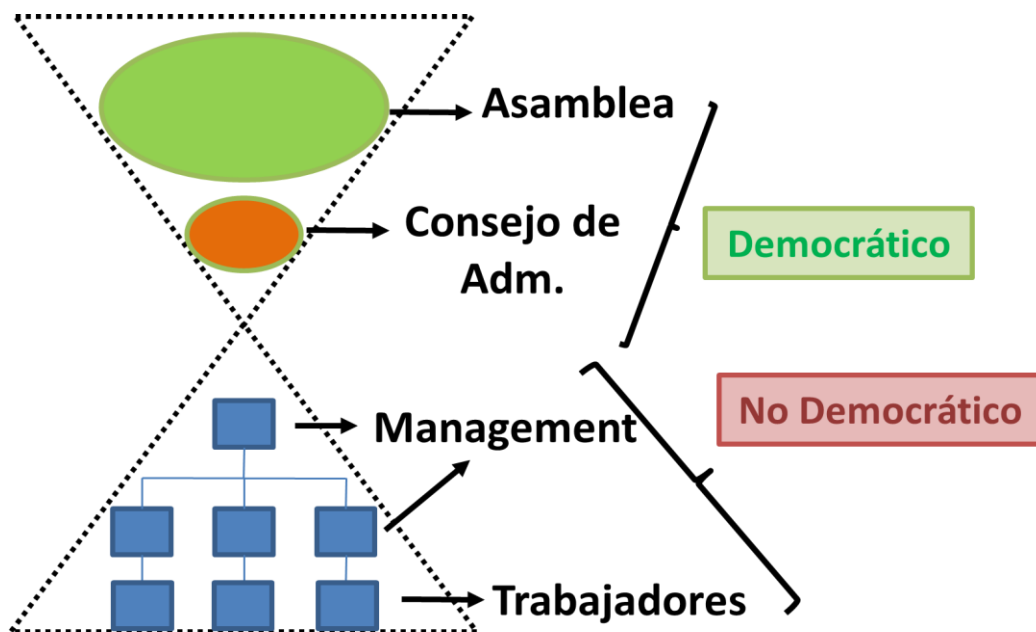 Asamblea
Consejo de
Adm.
Democrático
No Democrático
Management
Trabajadores